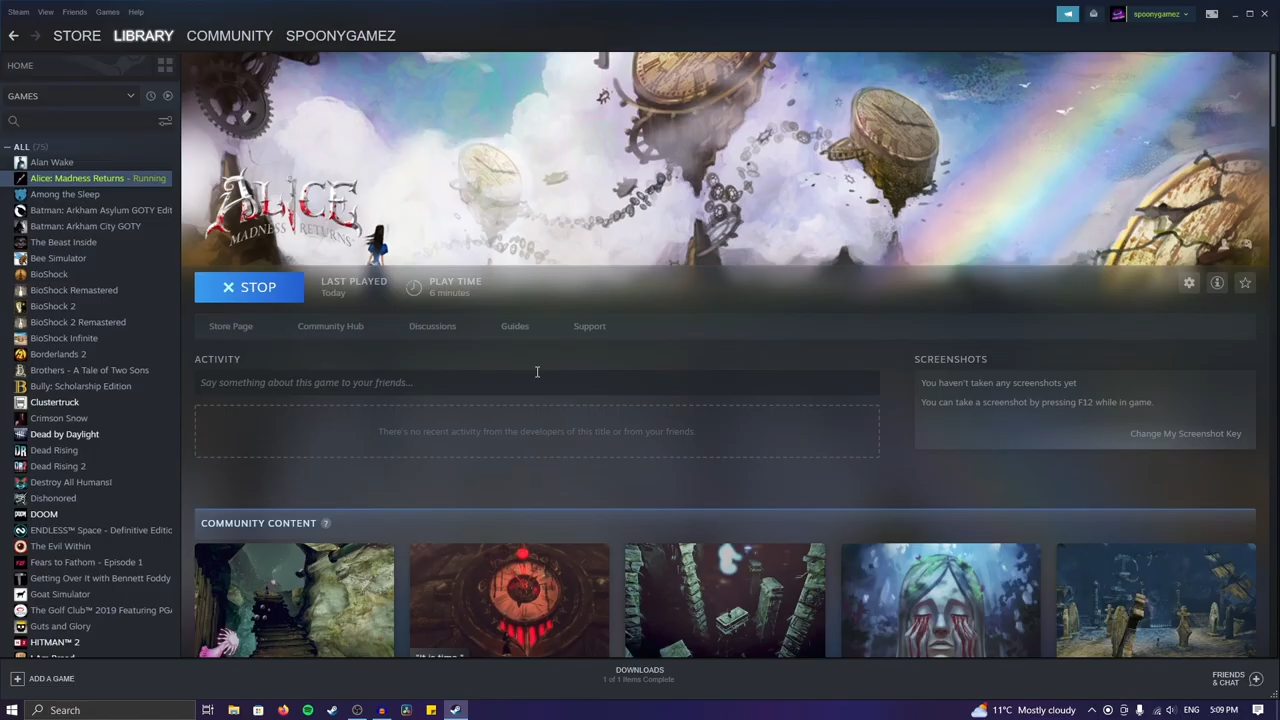 Steam View Friends Games Help
spoonygamez
STORE LIBRARY COMMUNITY SPOONYGAMEZ
HOME
GAMES
ALL (75)
Alan Wake
Alice: Madness Returns - Running
Among the Sleep
Batman: Arkham Asylum GOTY Edit
Batman: Arkham City GOTY
The Beast Inside
Bee Simulator
BioShock
BioShock Remastered
BioShock 2
BioShock 2 Remastered
BioShock Infinite
Borderlands 2
Brothers - A Tale of Two Sons
Bully: Scholarship Edition
Clustertruck
Crimson Snow
Dead by Daylight
Dead Rising
Dead Rising 2
Destroy All Humans!
Dishonored
DOOM
ENDLESS™ Space - Definitive Editio
The Evil Within
Fears to Fathom - Episode 1
Getting Over It with Bennett Foddy
Goat Simulator
The Golf Club™ 2019 Featuring PGA
Guts and Glory
HITMAN™ 2
I Am Bread
ADD A GAME
ALICE
MADNESS RETURNS
STOP
LAST PLAYED
Today
PLAY TIME
6 minutes
Store Page Community Hub Discussions Guides Support
ACTIVITY
Say something about this game to your friends...
There's no recent activity from the developers of this title or from your friends.
SCREENSHOTS
You haven't taken any screenshots yet
You can take a screenshot by pressing F12 while in game.
Change My Screenshot Key
COMMUNITY CONTENT ?
"It is time."
DOWNLOADS
1 of 1 Items Complete
FRIENDS
& CHAT
Search
11°C Mostly cloudy
5:09 PM